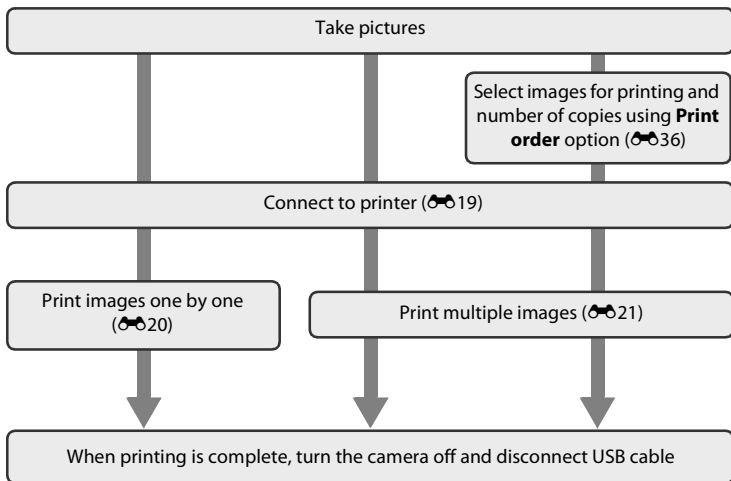 Take pictures
Select images for printing and
number of copies using Print
order option (36)
Connect to printer (19)
Print images one by one
(20)
Print multiple images (21)
When printing is complete, turn the camera off and disconnect USB cable